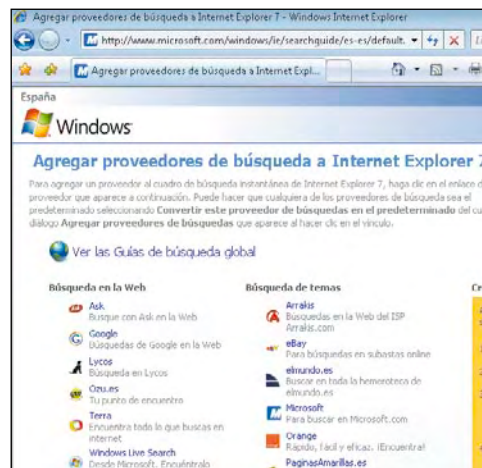 Agregar proveedores de búsqueda a Internet Explorer 7 - Windows Internet Explorer
http://www.microsoft.com/windows/ie/searchguide/es-es/default.
Agregar proveedores de búsqueda a Internet Expl...
España
Windows
Agregar proveedores de búsqueda a Internet Explorer 7
Para agregar un proveedor al cuadro de búsqueda instantánea de Internet Explorer 7, haga clic en el enlace d
proveedor que aparece a continuación. Puede hacer que cualquiera de los proveedores de búsqueda sea el
predeterminado seleccionando Convertir este proveedor de búsquedas en el predeterminado del cu
diálogo Agregar proveedores de búsquedas que aparece al hacer clic en el vínculo.
Ver las Guías de búsqueda global
Búsqueda en la Web
Ask
Busque con Ask en la Web
Google
Búsquedas de Google en la Web
Lycos
Búsqueda en Lycos
Ozu.es
Tu punto de encuentro
Terra
Encuentra todo lo que buscas en
internet
Windows Live Search
Desde Microsoft. Encuéntralo
Búsqueda de temas
Arrakis
Búsquedas en la Web del ISP
Arrakis.com
eBay
Para búsquedas en subastas online
elmundo.es
Buscar en toda la hemeroteca de
elmundo.es
Microsoft
Para buscar en Microsoft.com
Orange
Rápido, fácil y eficaz. ¡Encuentra!
PaginasAmarillas.es